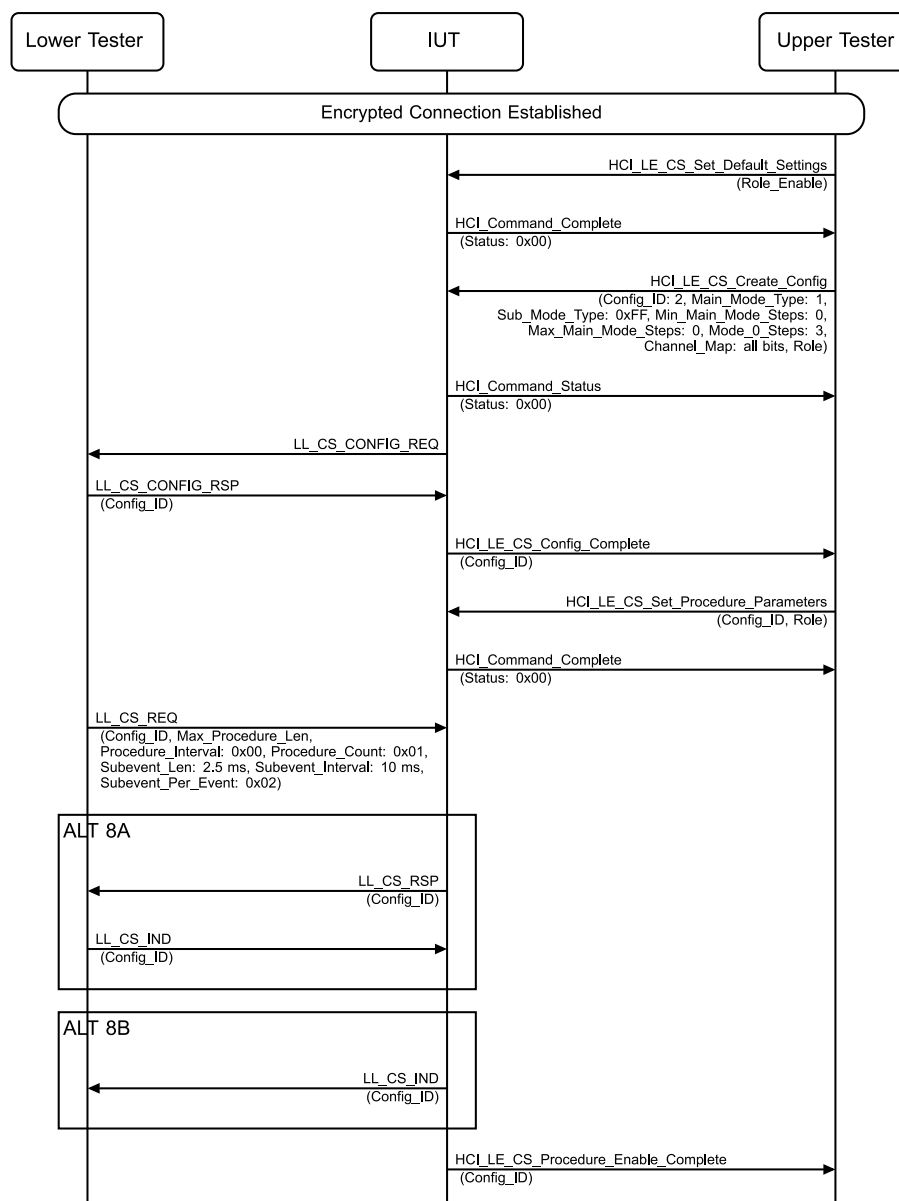 Lower Tester
IUT
Upper Tester
Encrypted Connection Established
HCI_LE_CS_Set_Default_Settings
(Role_Enable)
HCI_Command_Complete
(Status: 0x00)
HCI_LE_CS_Create_Config
(Config_ID: 2, Main_Mode_Type: 1,
Sub_Mode_Type: 0xFF, Min_Main_Mode_Steps: 0,
Max_Main_Mode_Steps: 0, Mode_0_Steps: 3,
Channel_Map: all bits, Role)
HCI_Command_Status
(Status: 0x00)
LL_CS_CONFIG_REQ
LL_CS_CONFIG_RSP
(Config_ID)
HCI_LE_CS_Config_Complete
(Config_ID)
HCI_LE_CS_Set_Procedure_Parameters
(Config_ID, Role)
HCI_Command_Complete
(Status: 0x00)
LL_CS_REQ
(Config_ID, Max_Procedure_Len,
Procedure_Interval: 0x00, Procedure_Count: 0x01,
Subevent_Len: 2.5 ms, Subevent_Interval: 10 ms,
Subevent_Per_Event: 0x02)
ALT 8A
LL_CS_RSP
(Config_ID)
LL_CS_IND
(Config_ID)
ALT 8B
LL_CS_IND
(Config_ID)
HCI_LE_CS_Procedure_Enable_Complete
(Config_ID)